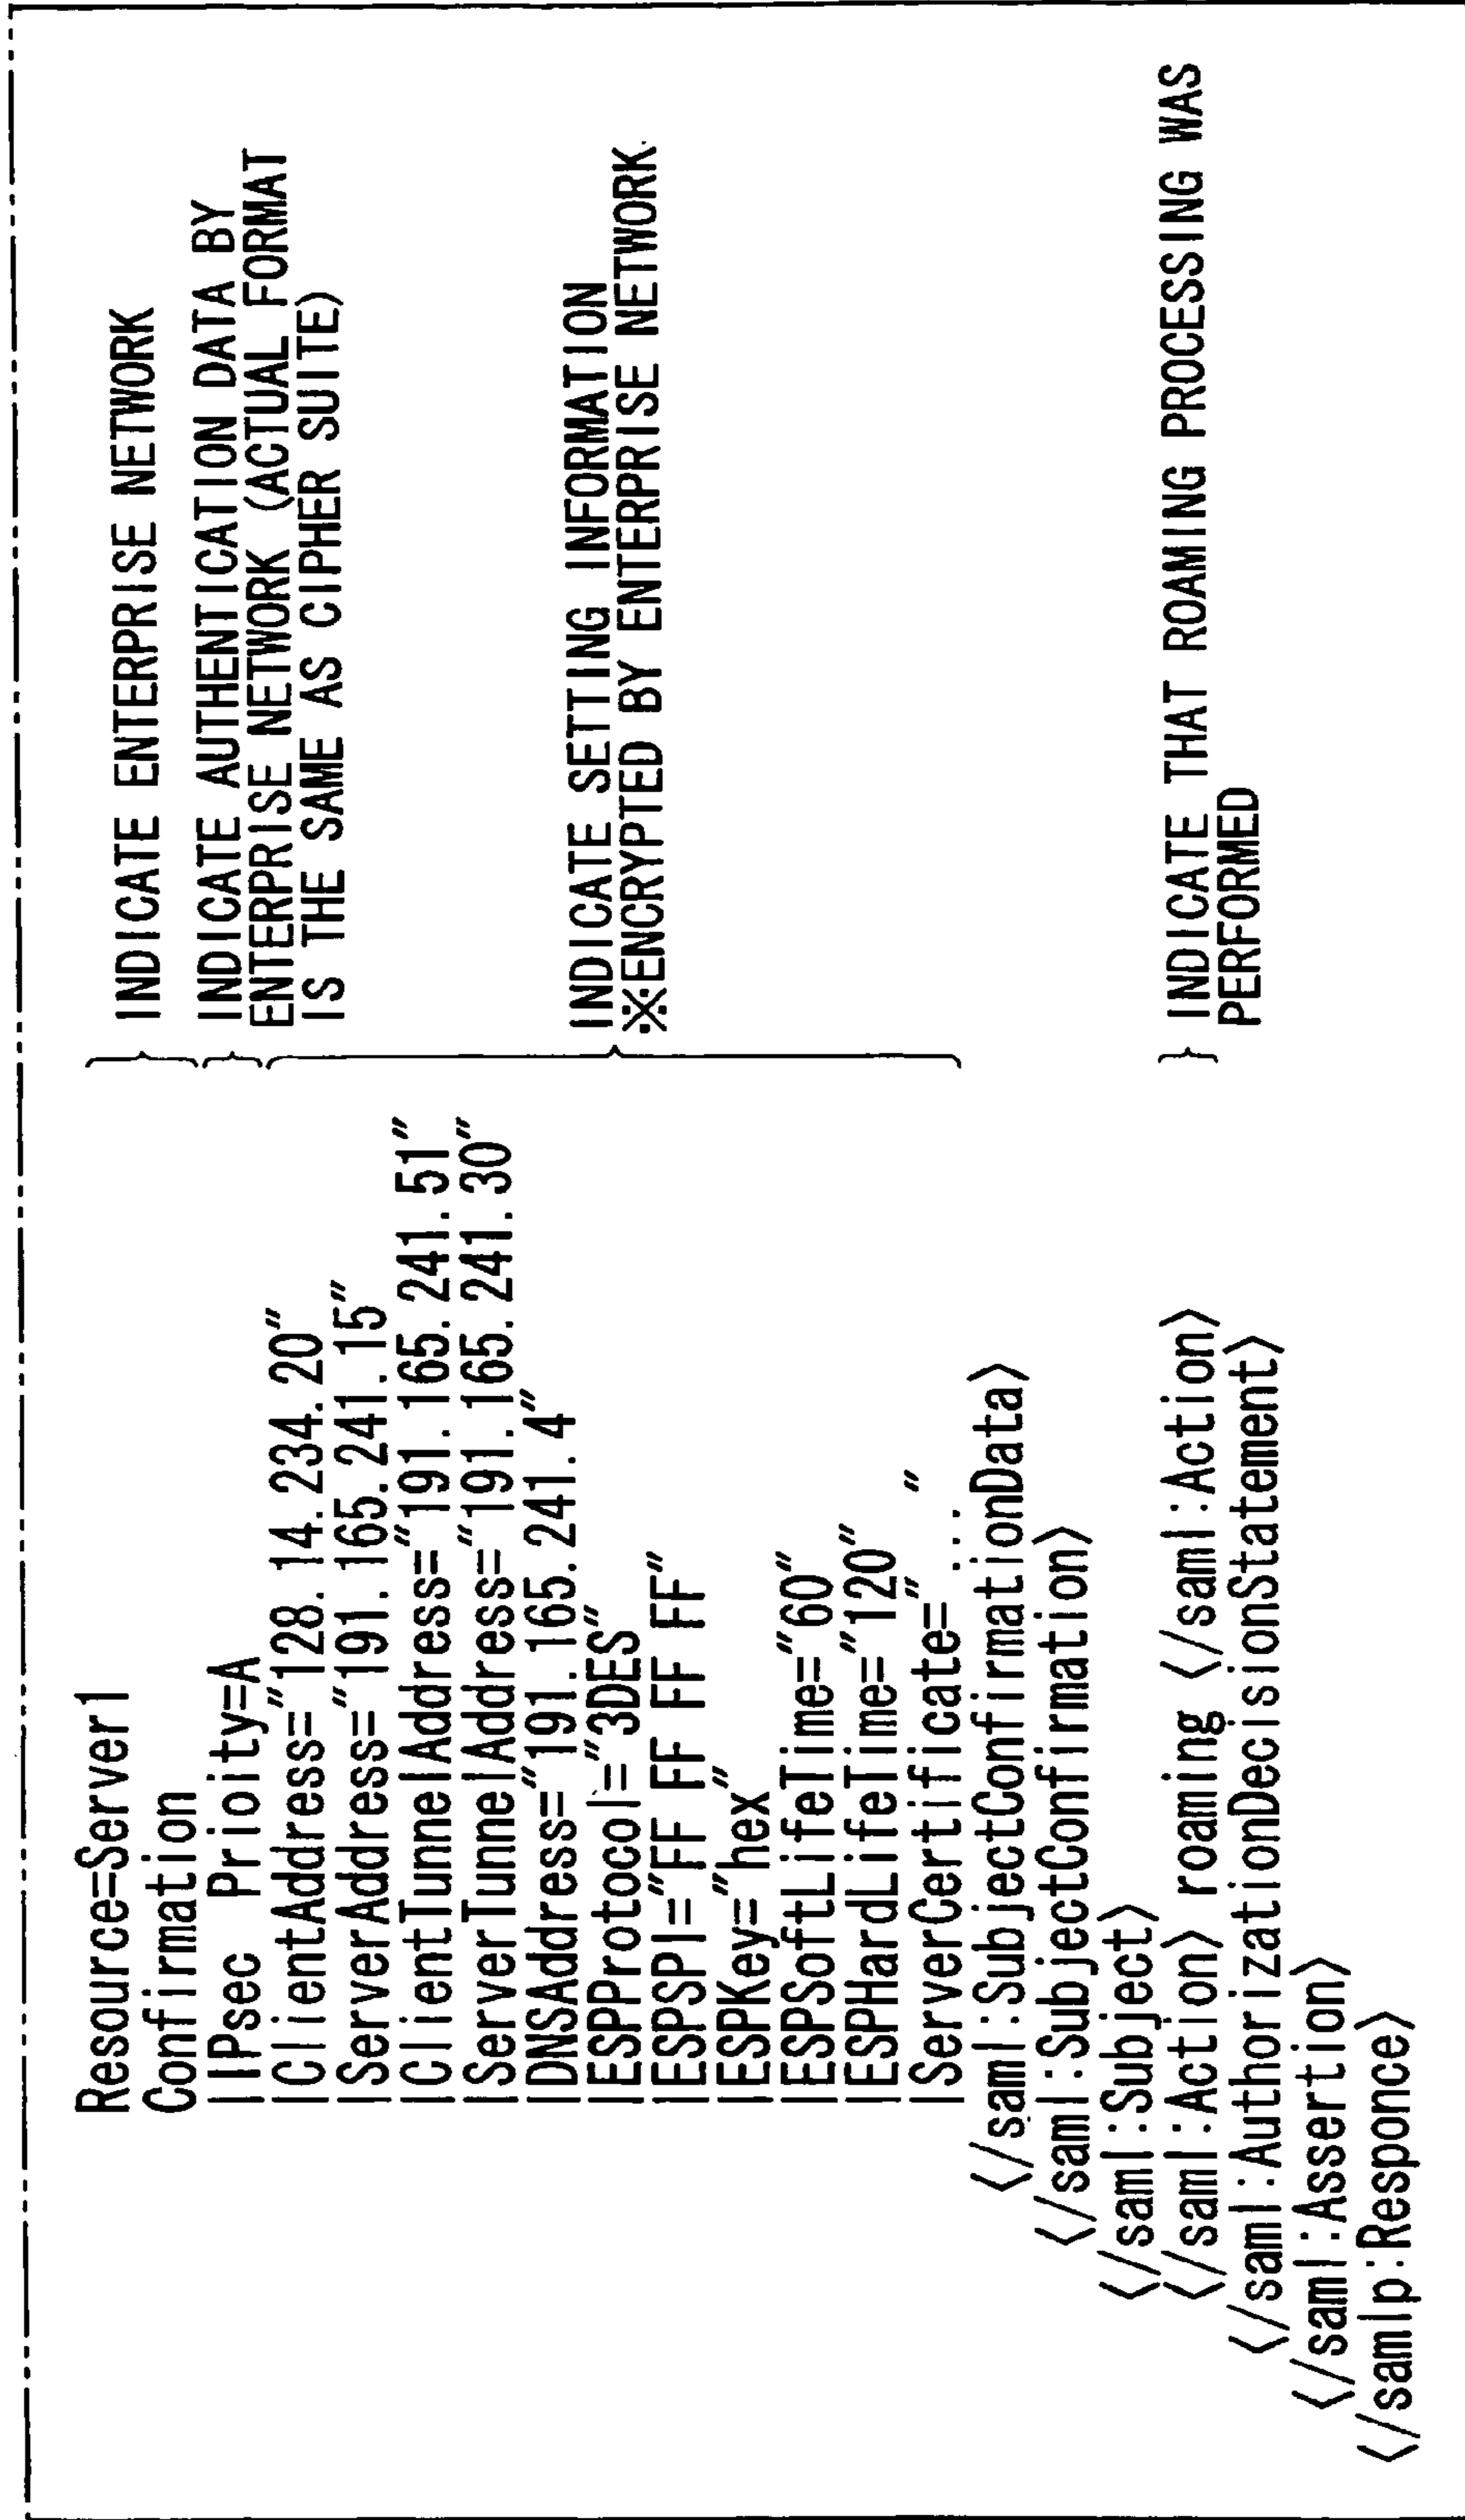 Resource=Server1
Confirmation
|IPsec Prioity=A
|ClientAddress="128.14.234.20"
|ServerAddress="191.165.241.15"
|ClientTunnelAddress="191.165.241.51"
|ServerTunnelAddress="191.165.241.30"
|DNSAddress="191.165.241.4"
|ESPProtocol="3DES"
|ESPSPI="FF FF FF FF"
|ESPKey="hex"
|ESPSoftLifeTime="60"
|ESPHardLifeTime="120"
|ServerCertificate="..."
</saml:SubjectConfirmationData>
</saml:SubjectConfirmation>
</saml:Subject>
</saml:Action> roaming </saml:Action>
</saml:AuthorizationDecisionStatement>
</saml:Assertion>
</samlp:Responce>
INDICATE ENTERPRISE NETWORK
INDICATE AUTHENTICATION DATA BY
ENTERPRISE NETWORK (ACTUAL FORMAT
IS THE SAME AS CIPHER SUITE)
INDICATE SETTING INFORMATION
※ENCRYPTED BY ENTERPRISE NETWORK
INDICATE THAT ROAMING PROCESSING WAS
PERFORMED